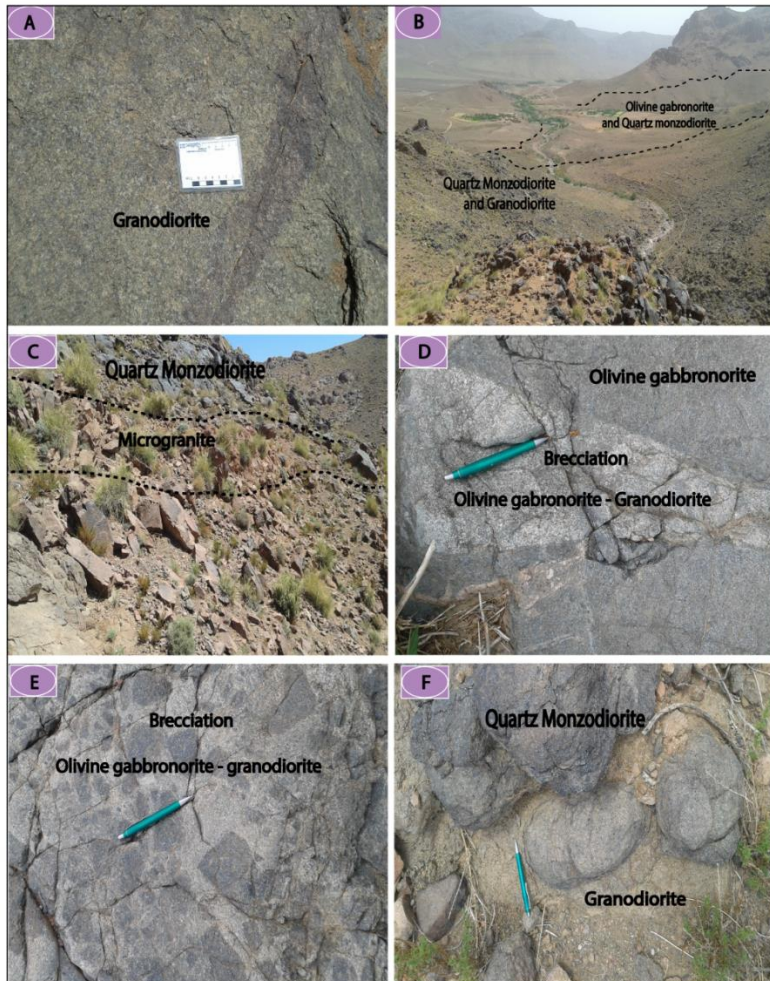 A
Granodiorite
B
Olivine gabronorite
and Quartz monzodiorite
Quartz Monzodiorite
and Granodiorite
C
Quartz Monzodiorite
Microgranite
D
Olivine gabbronorite
Brecciation
Olivine gabronorite - Granodiorite
E
Brecciation
Olivine gabbronorite - granodiorite
F
Quartz Monzodiorite
Granodiorite